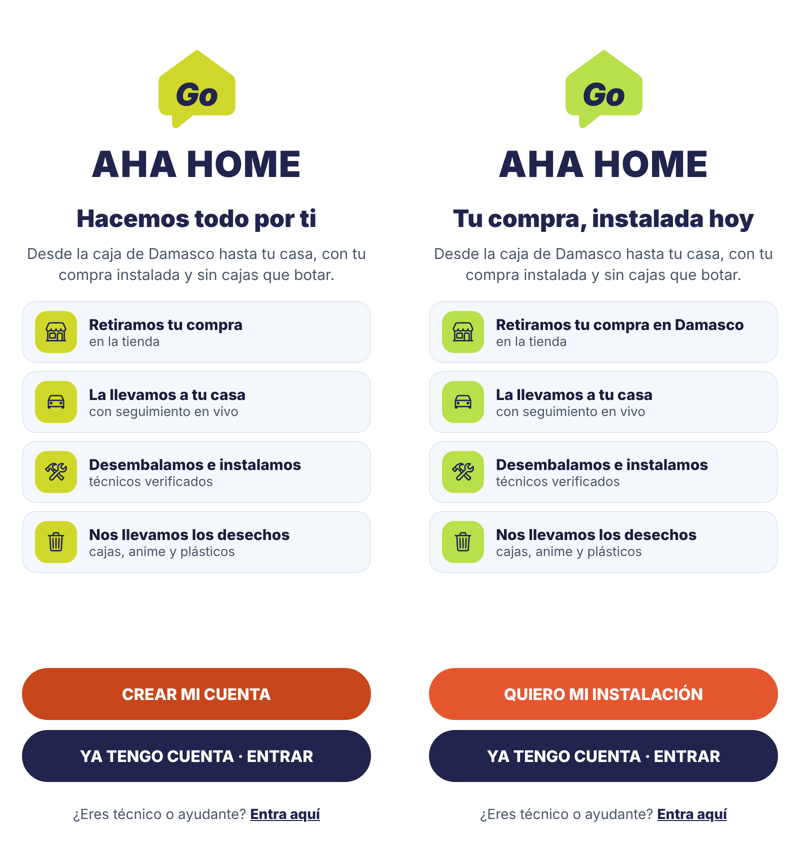 Go
AHA HOME
Hacemos todo por ti
Desde la caja de Damasco hasta tu casa, con tu
compra instalada y sin cajas que botar.
Retiramos tu compra
en la tienda
La llevamos a tu casa
con seguimiento en vivo
Desembalamos e instalamos
técnicos verificados
Nos llevamos los desechos
cajas, anime y plásticos
CREAR MI CUENTA
YA TENGO CUENTA · ENTRAR
¿Eres técnico o ayudante? Entra aquí
Go
AHA HOME
Tu compra, instalada hoy
Desde la caja de Damasco hasta tu casa, con tu
compra instalada y sin cajas que botar.
Retiramos tu compra en Damasco
en la tienda
La llevamos a tu casa
con seguimiento en vivo
Desembalamos e instalamos
técnicos verificados
Nos llevamos los desechos
cajas, anime y plásticos
QUIERO MI INSTALACIÓN
YA TENGO CUENTA · ENTRAR
¿Eres técnico o ayudante? Entra aquí